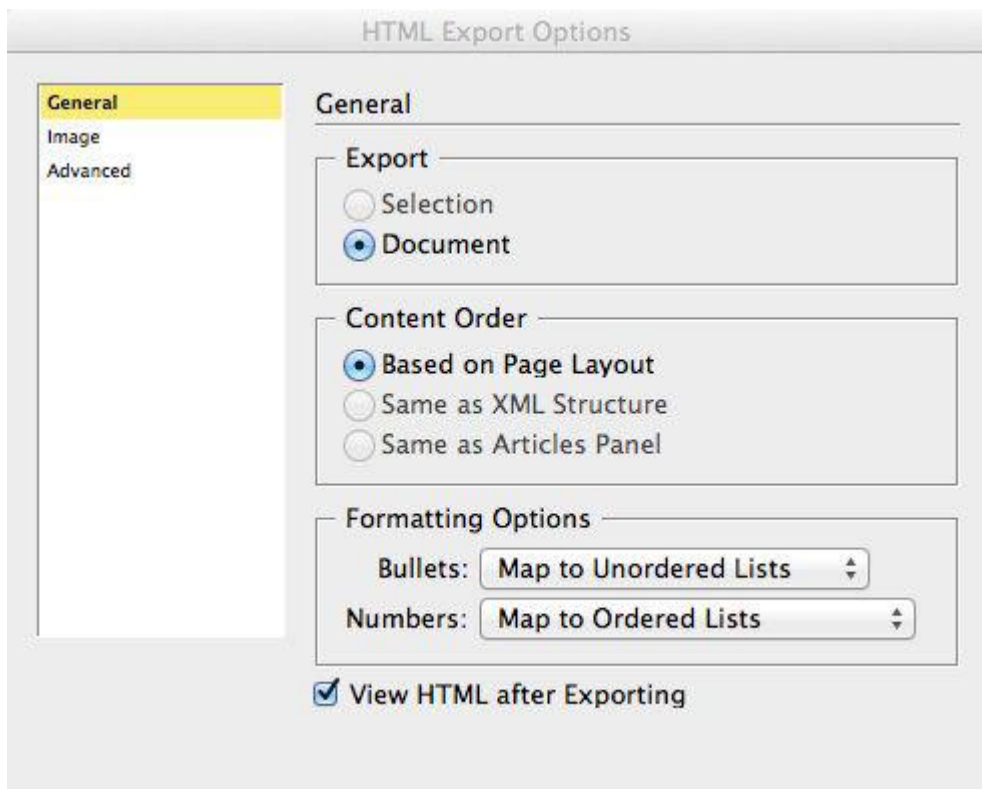 HTML Export Options
General
Image
Advanced
General
Export
Selection
Document
Content Order
Based on Page Layout
Same as XML Structure
Same as Articles Panel
Formatting Options
Bullets: Map to Unordered Lists
Numbers: Map to Ordered Lists
View HTML after Exporting